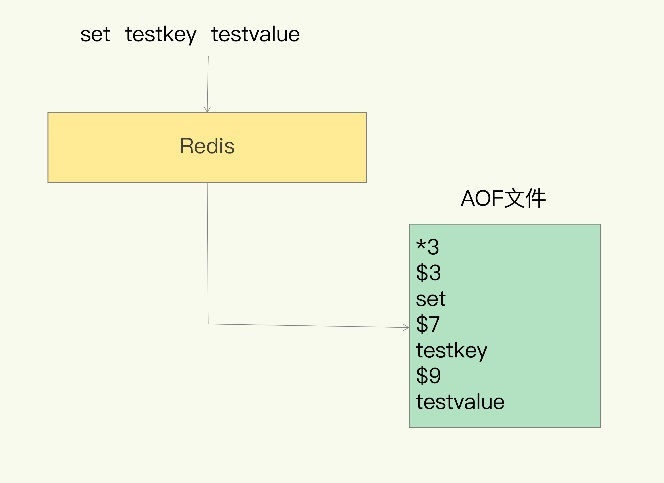 set testkey testvalue
Redis
AOF文件
*3
$3
set
$7
testkey
$9
testvalue